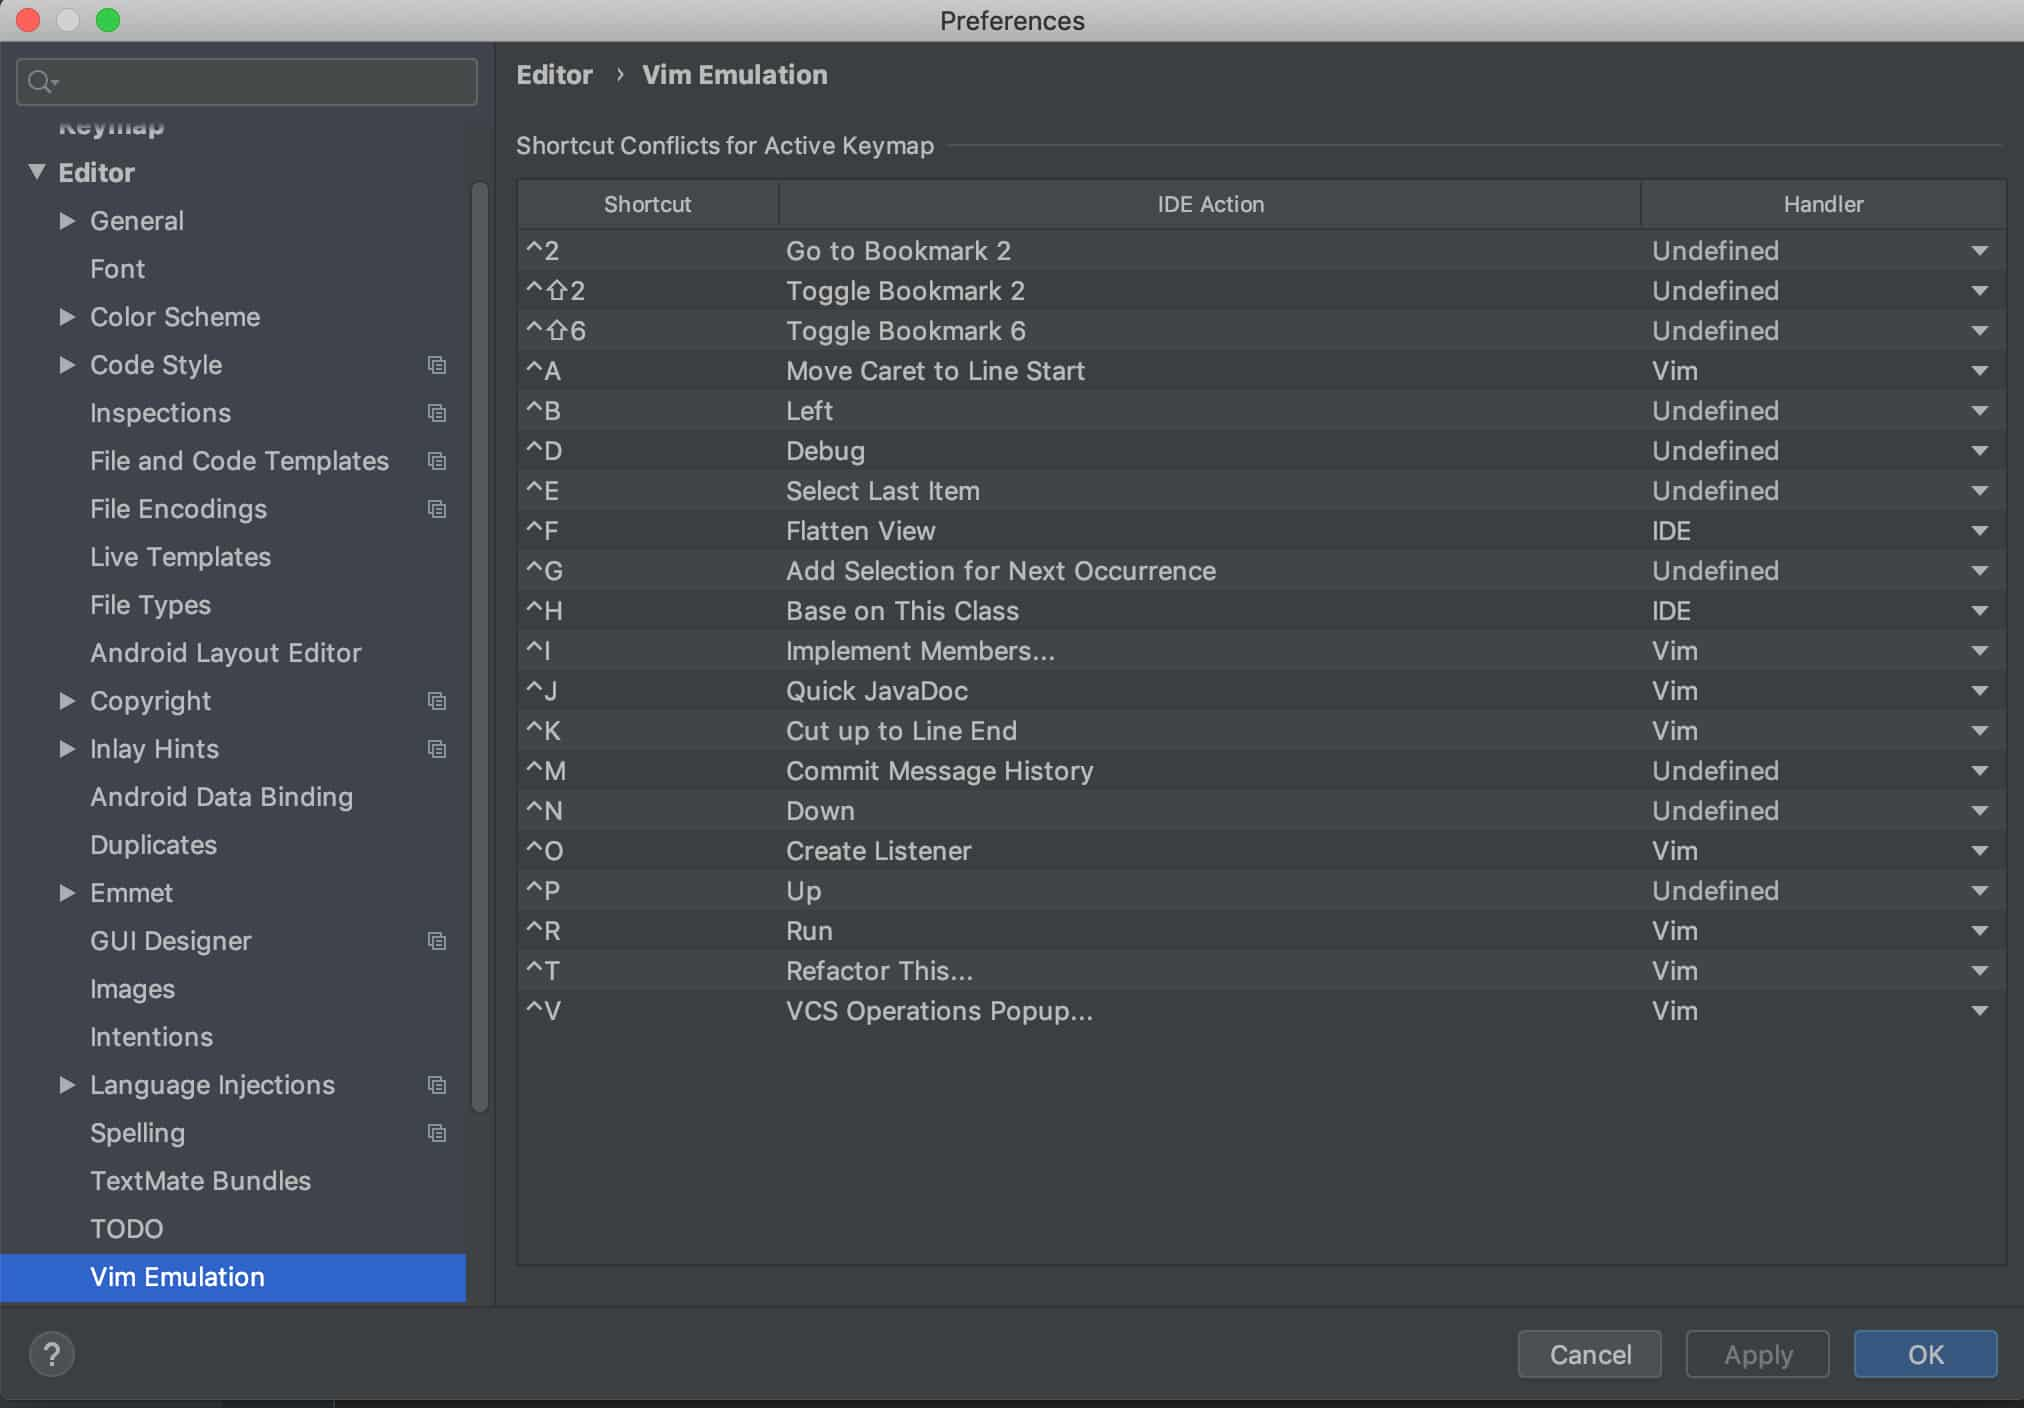 Preferences
Keymap
Editor
General
Font
Color Scheme
Code Style
Inspections
File and Code Templates
File Encodings
Live Templates
File Types
Android Layout Editor
Copyright
Inlay Hints
Android Data Binding
Duplicates
Emmet
GUI Designer
Images
Intentions
Language Injections
Spelling
TextMate Bundles
TODO
Vim Emulation
Editor › Vim Emulation
Shortcut Conflicts for Active Keymap
Shortcut IDE Action Handler
^2 Go to Bookmark 2 Undefined
^⇧2 Toggle Bookmark 2 Undefined
^⇧6 Toggle Bookmark 6 Undefined
^A Move Caret to Line Start Vim
^B Left Undefined
^D Debug Undefined
^E Select Last Item Undefined
^F Flatten View IDE
^G Add Selection for Next Occurrence Undefined
^H Base on This Class IDE
^I Implement Members... Vim
^J Quick JavaDoc Vim
^K Cut up to Line End Vim
^M Commit Message History Undefined
^N Down Undefined
^O Create Listener Vim
^P Up Undefined
^R Run Vim
^T Refactor This... Vim
^V VCS Operations Popup... Vim
? Cancel Apply OK